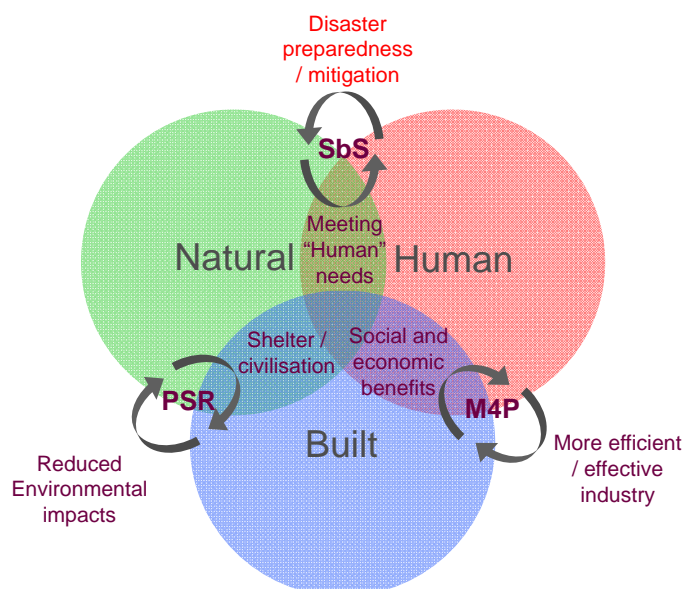 Disaster
preparedness
/ mitigation
SbS
Meeting
“Human”
needs
Natural
Human
Shelter /
civilisation
Social and
economic
benefits
PSR
M4P
Built
Reduced
Environmental
impacts
More efficient
/ effective
industry